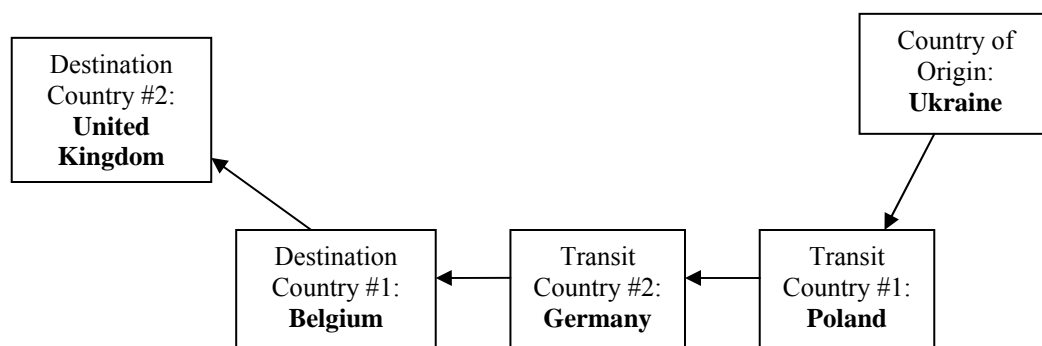 Destination
Country #2:
United
Kingdom
Country of
Origin:
Ukraine
Destination
Country #1:
Belgium
Transit
Country #2:
Germany
Transit
Country #1:
Poland